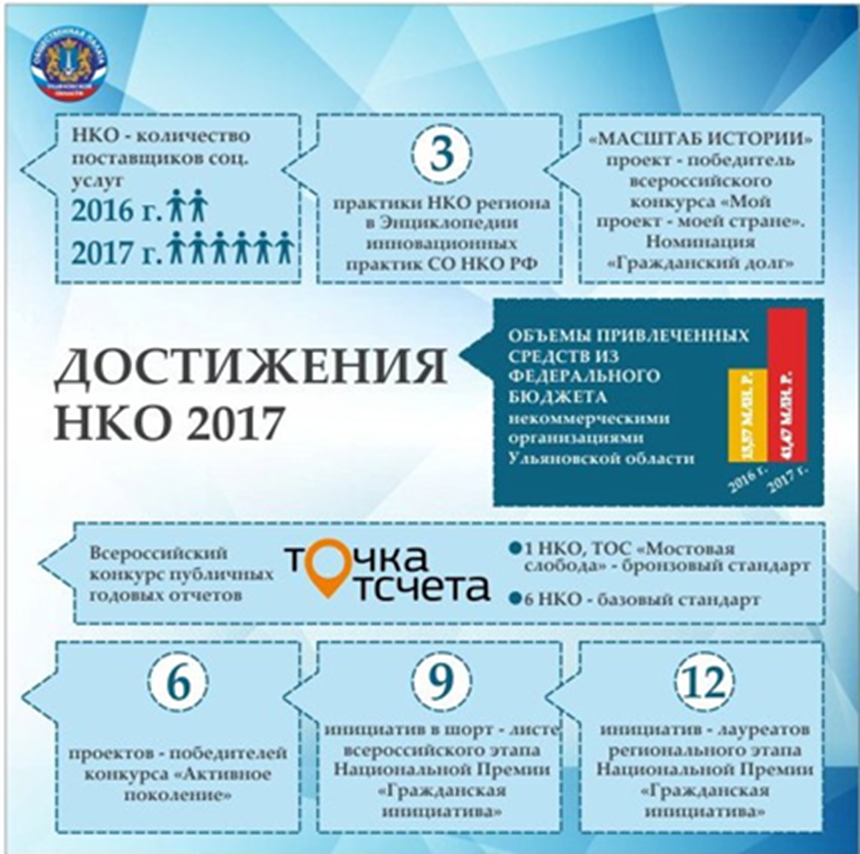 ОБЩЕСТВЕННАЯ ПАЛАТА
УЛЬЯНОВСКОЙ
ОБЛАСТИ
НКО - количество
поставщиков соц.
услуг
2016 г.
2017 г.
3
практики НКО региона
в Энциклопедии
инновационных
практик СО НКО РФ
«МАСШТАБ ИСТОРИИ»
проект - победитель
всероссийского
конкурса «Мой
проект - моей стране».
Номинация
«Гражданский долг»
ДОСТИЖЕНИЯ
НКО 2017
ОБЪЕМЫ ПРИВЛЕЧЕННЫХ
СРЕДСТВ ИЗ
ФЕДЕРАЛЬНОГО
БЮДЖЕТА
некоммерческими
организациями
Ульяновской области
15,57 МЛН. Р.
41,47 МЛН. Р.
2016 г.
2017 г.
Всероссийский
конкурс публичных
годовых отчетов
точка
тсчета
1 НКО, ТОС «Мостовая
слобода» - бронзовый стандарт
6 НКО - базовый стандарт
6
проектов - победителей
конкурса «Активное
поколение»
9
инициатив в шорт - листе
всероссийского этапа
Национальной Премии
«Гражданская
инициатива»
12
инициатив - лауреатов
регионального этапа
Национальной Премии
«Гражданская
инициатива»